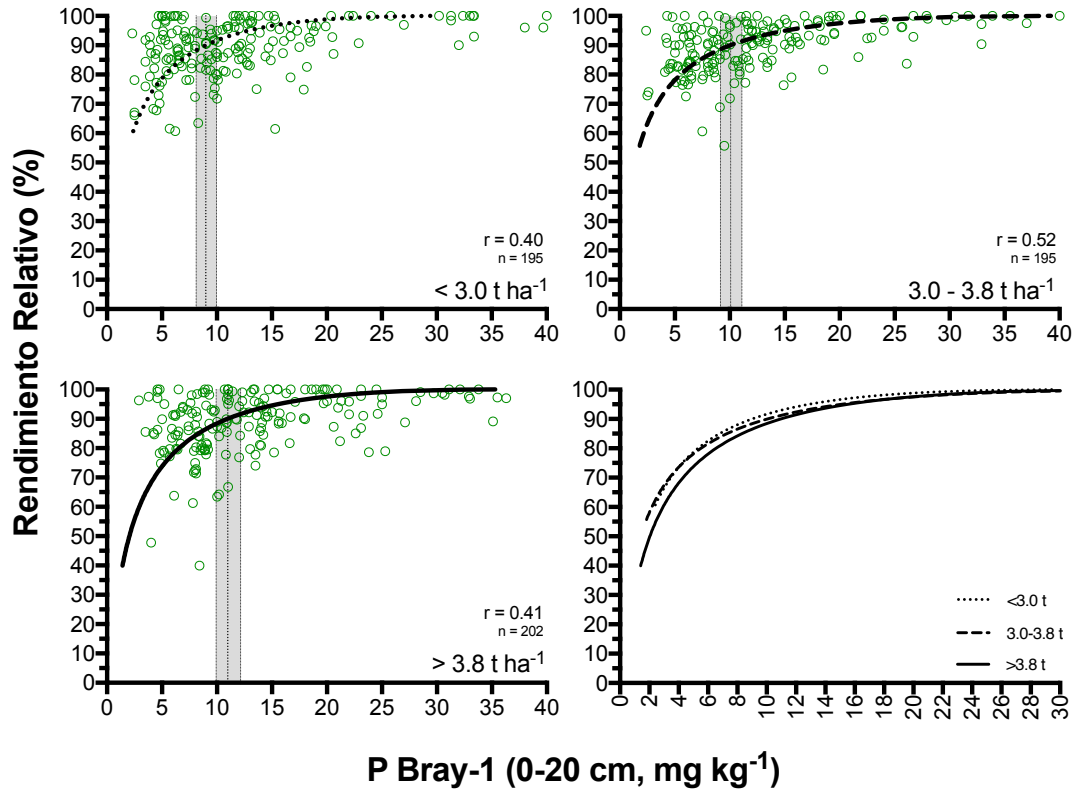 Rendimiento Relativo (%)
100
90
80
70
60
50
40
30
20
10
0
0 5 10 15 20 25 30 35 40
r = 0.40
n = 195
< 3.0 t ha-1
100
90
80
70
60
50
40
30
20
10
0
0 5 10 15 20 25 30 35 40
r = 0.52
n = 195
3.0 - 3.8 t ha-1
100
90
80
70
60
50
40
30
20
10
0
0 5 10 15 20 25 30 35 40
r = 0.41
n = 202
> 3.8 t ha-1
100
90
80
70
60
50
40
30
20
10
0
0 2 4 6 8 10 12 14 16 18 20 22 24 26 28 30
<3.0 t
3.0-3.8 t
>3.8 t
P Bray-1 (0-20 cm, mg kg-1)